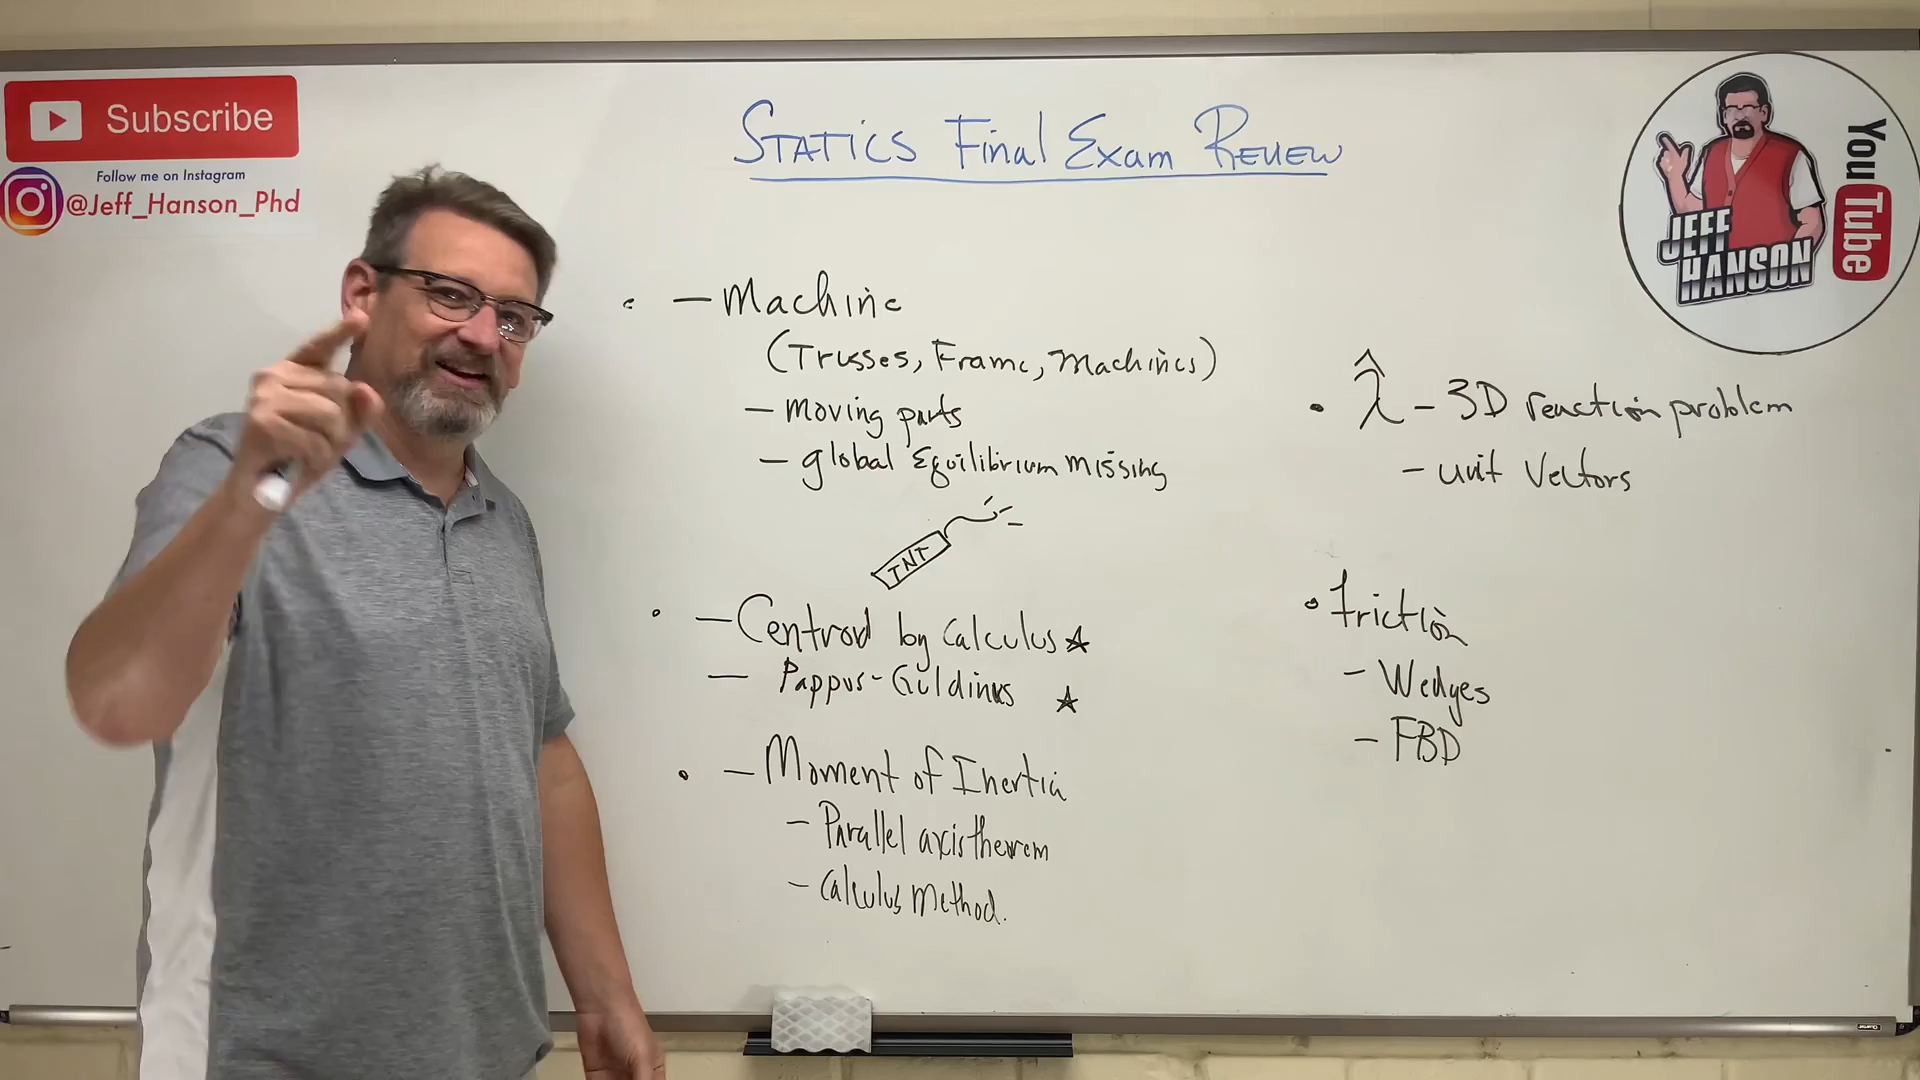 Subscribe
Follow me on Instagram
@Jeff_Hanson_Phd
STATICS Final Exam REVIEW
- Machine
(Trusses, Frame, Machines)
- moving parts
- global Equilibrium missing
TNT
- Centroid by Calculus ★
- Pappus-Guldinus ★
- Moment of Inertia
- Parallel axis theorem
- Calculus Method.
• λ̂ - 3D reaction problem
- unit Vectors
• friction
- Wedges
- FBD
JEFF
HANSON
YouTube